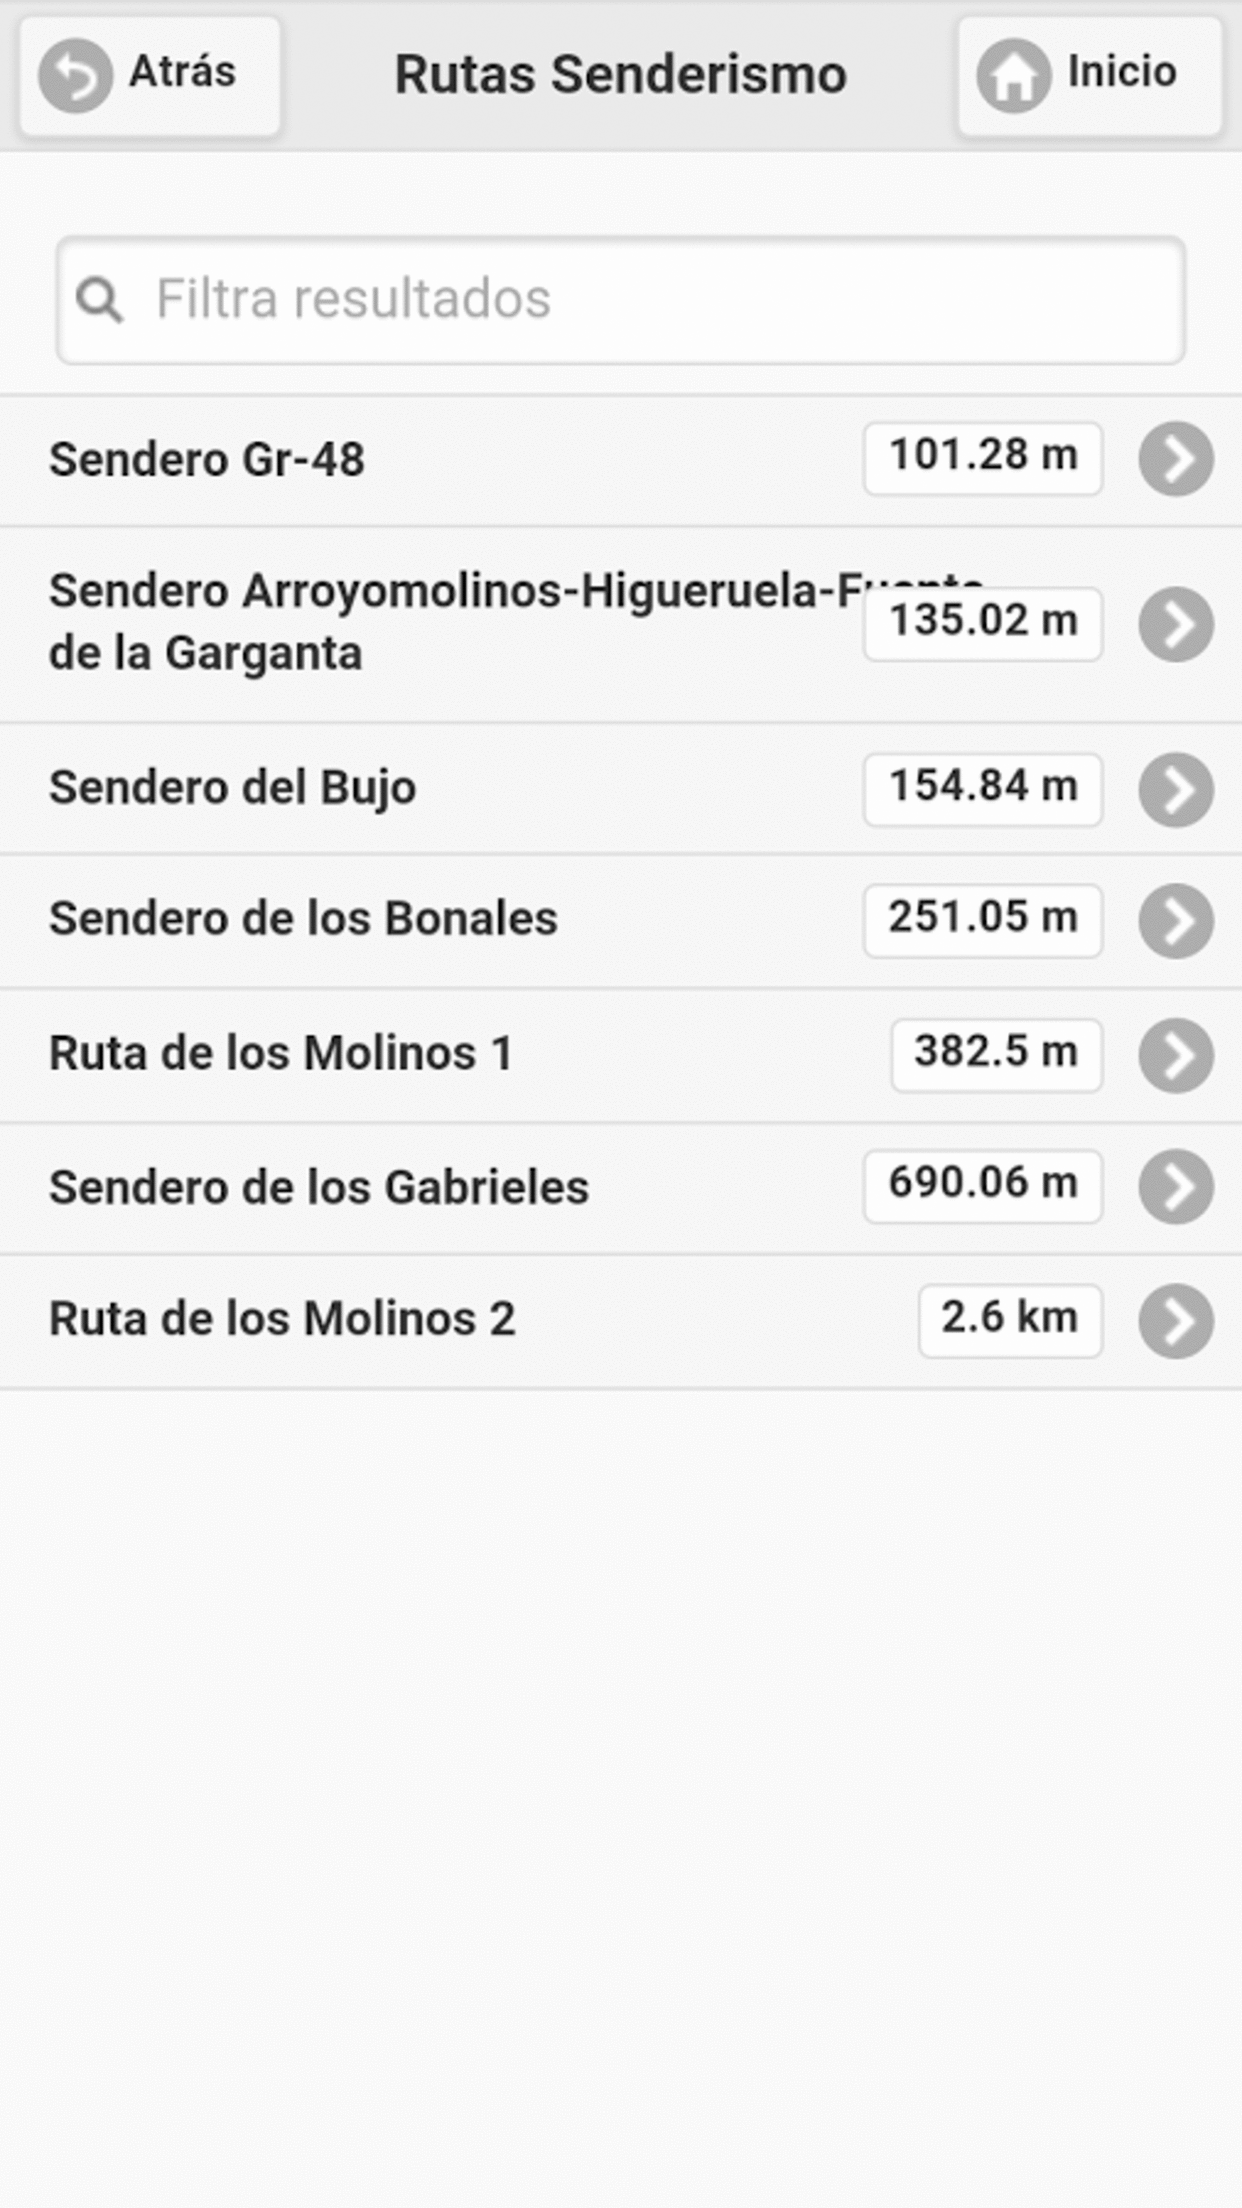 Atrás
Rutas Senderismo
Inicio
Filtra resultados
Sendero Gr-48
101.28 m
Sendero Arroyomolinos-Higueruela-Fuente
de la Garganta
135.02 m
Sendero del Bujo
154.84 m
Sendero de los Bonales
251.05 m
Ruta de los Molinos 1
382.5 m
Sendero de los Gabrieles
690.06 m
Ruta de los Molinos 2
2.6 km